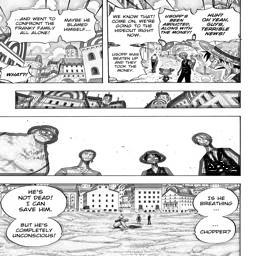 ...AND WENT TO
CONFRONT THE
FRANKY FAMILY
ALL ALONE!
MAYBE HE
BLAMED
HIMSELF...
WHAT?!
WE KNOW THAT!
COME ON, WE'RE
GOING TO THE
HIDEOUT RIGHT
NOW.
USOPP WAS
BEATEN UP AND
THEY TOOK THE
MONEY.
USOPP'S
BEEN
ABDUCTED,
ALONG WITH
THE MONEY!
HUNT
ON YEAH,
GUYS,
TERRIBLE
NEWS!
HE'S
NOT DEAD!
I CAN
SAVE HIM.
BUT HE'S
COMPLETELY
UNCONSCIOUS!
IS HE
BREATHING
...
CHOPPER?